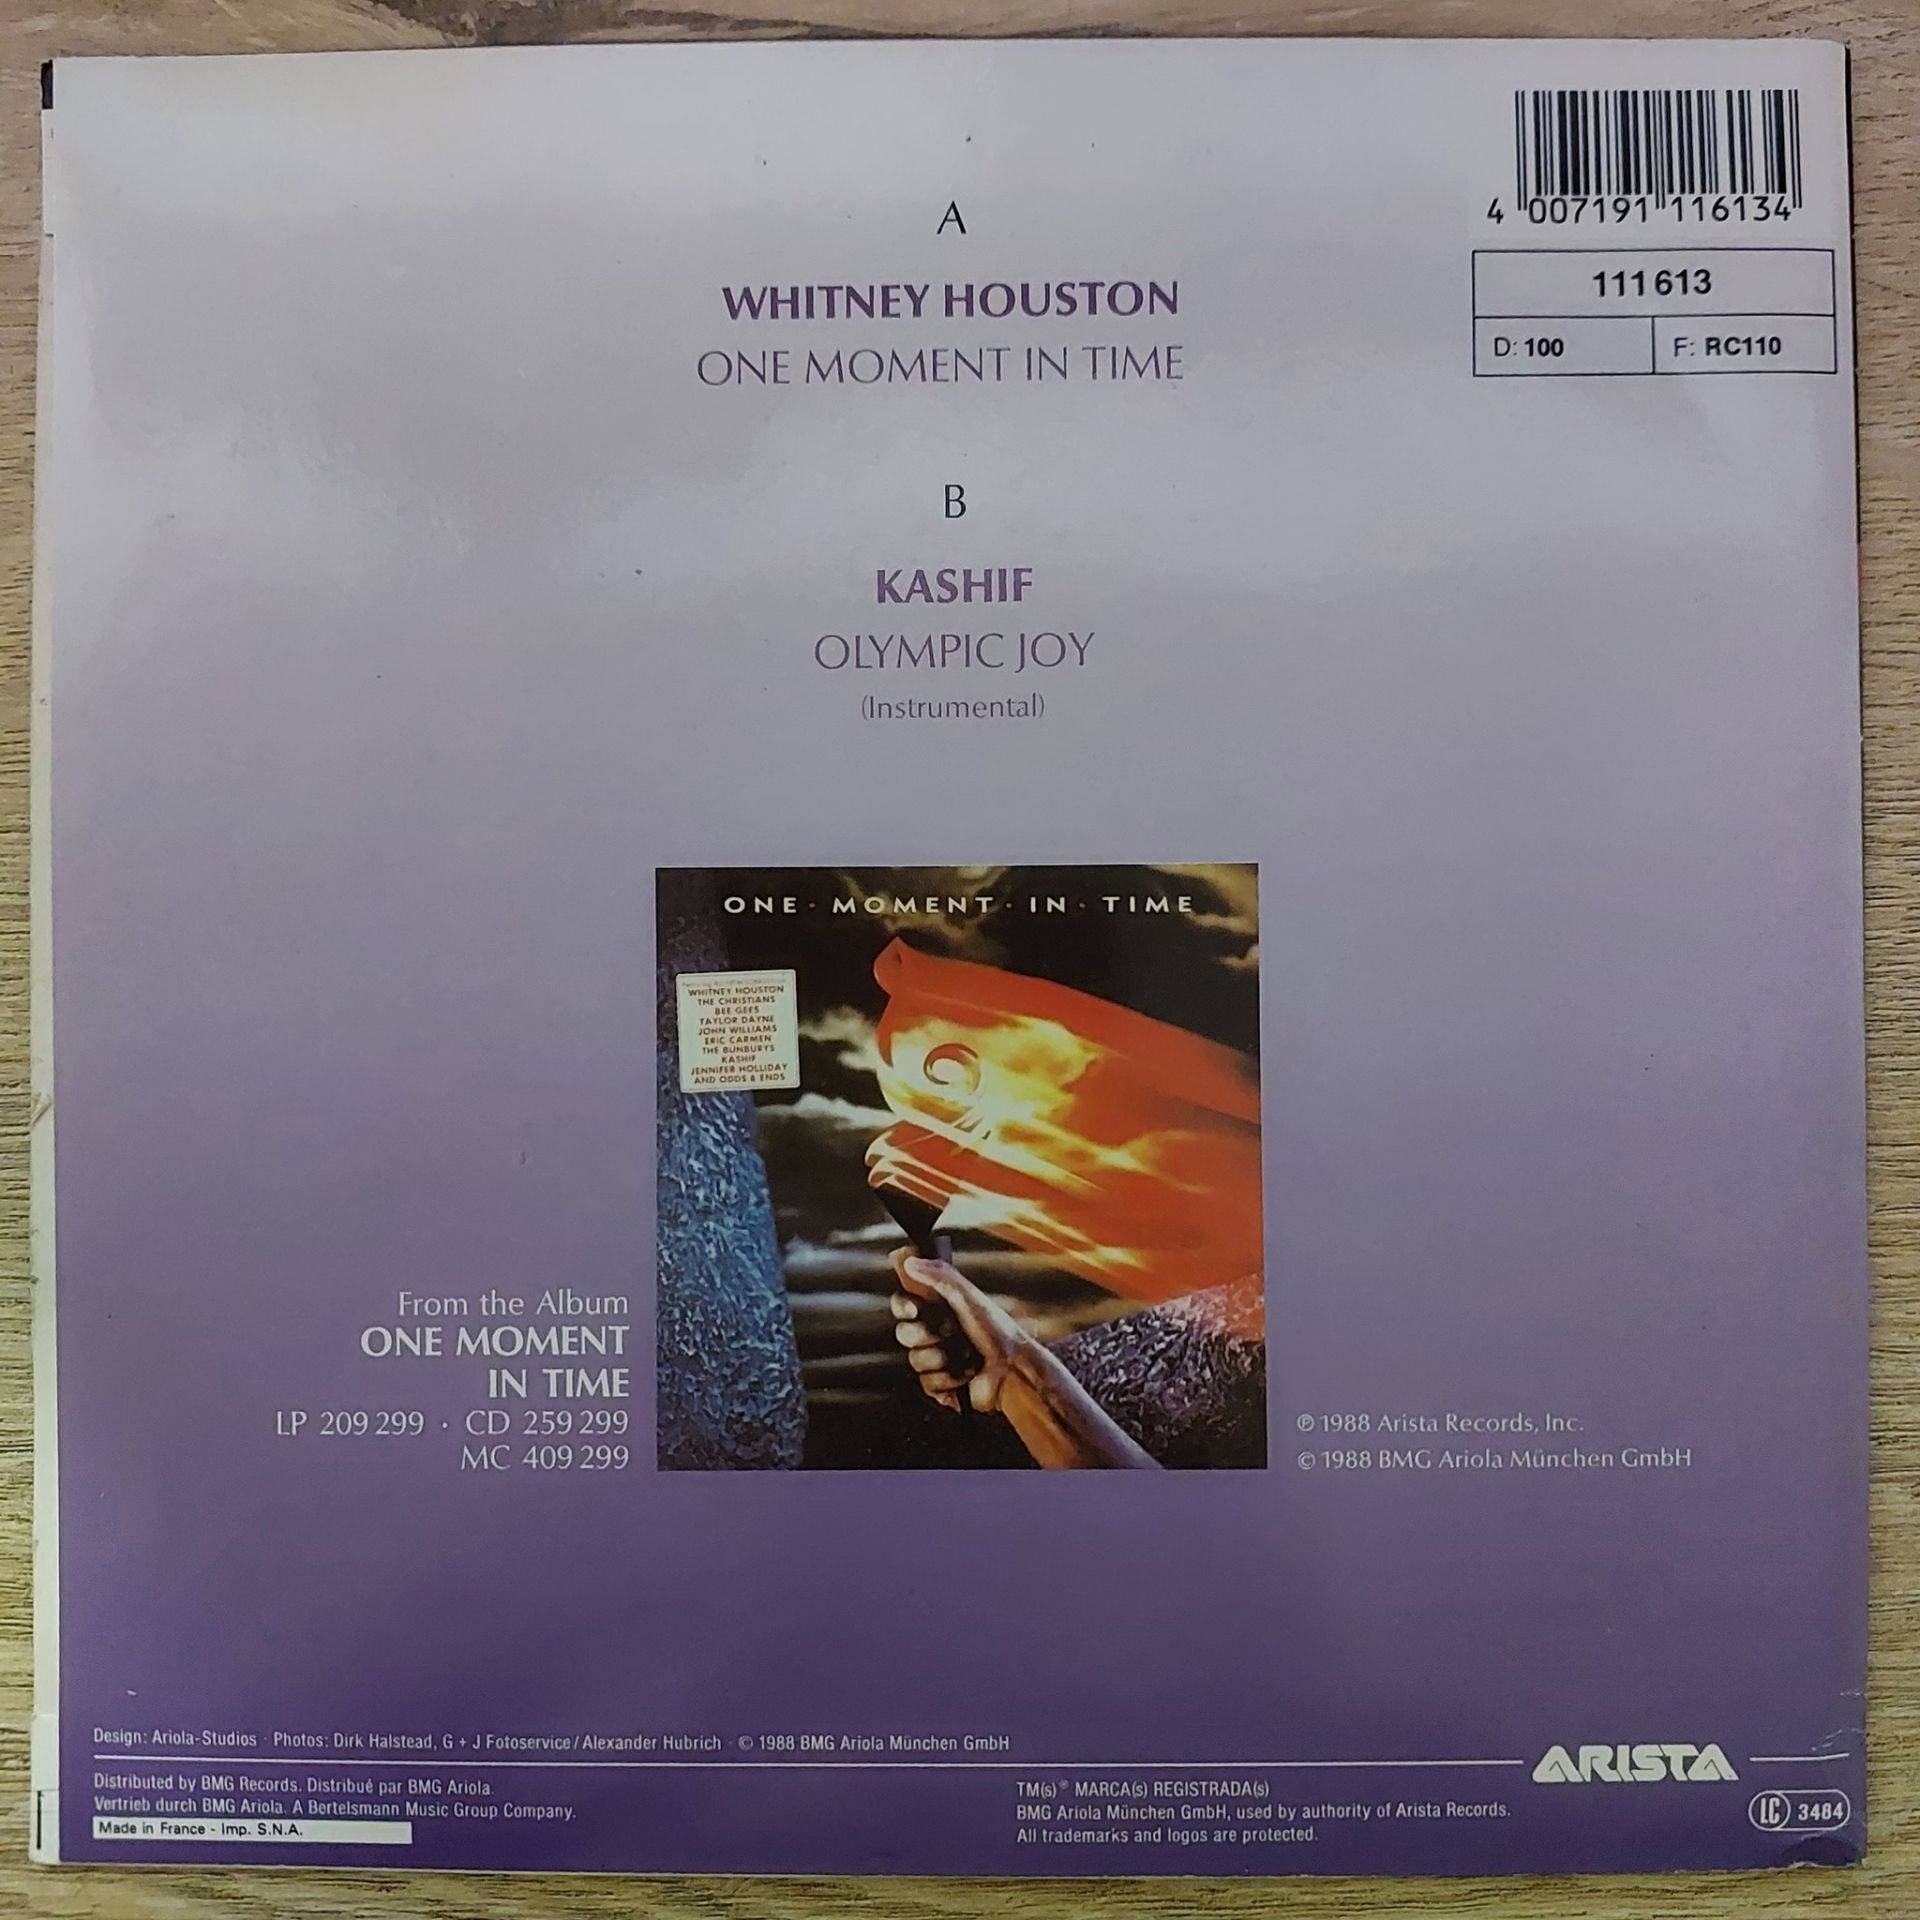 4 007191 116134
111 613
D: 100
F: RC110
A
WHITNEY HOUSTON
ONE MOMENT IN TIME
B
KASHIF
OLYMPIC JOY
(Instrumental)
ONE · MOMENT · IN · TIME
WHITNEY HOUSTON
THE CHRISTIANS
BEE GEES
TAYLOR DAYNE
JOHN WILLIAMS
ERIC CARMEN
THE BUNBURYS
KASHIF
JENNIFER HOLLIDAY
AND ODDS & ENDS
From the Album
ONE MOMENT
IN TIME
LP 209 299 · CD 259 299
MC 409 299
℗ 1988 Arista Records, Inc.
© 1988 BMG Ariola München GmbH
Design: Ariola-Studios · Photos: Dirk Halstead, G + J Fotoservice / Alexander Hubrich · © 1988 BMG Ariola München GmbH
ARISTA
Distributed by BMG Records. Distribué par BMG Ariola.
Vertrieb durch BMG Ariola. A Bertelsmann Music Group Company.
Made in France - Imp. S.N.A.
TM(s)® MARCA(S) REGISTRADA(s)
BMG Ariola München GmbH, used by authority of Arista Records.
All trademarks and logos are protected.
LC 3484